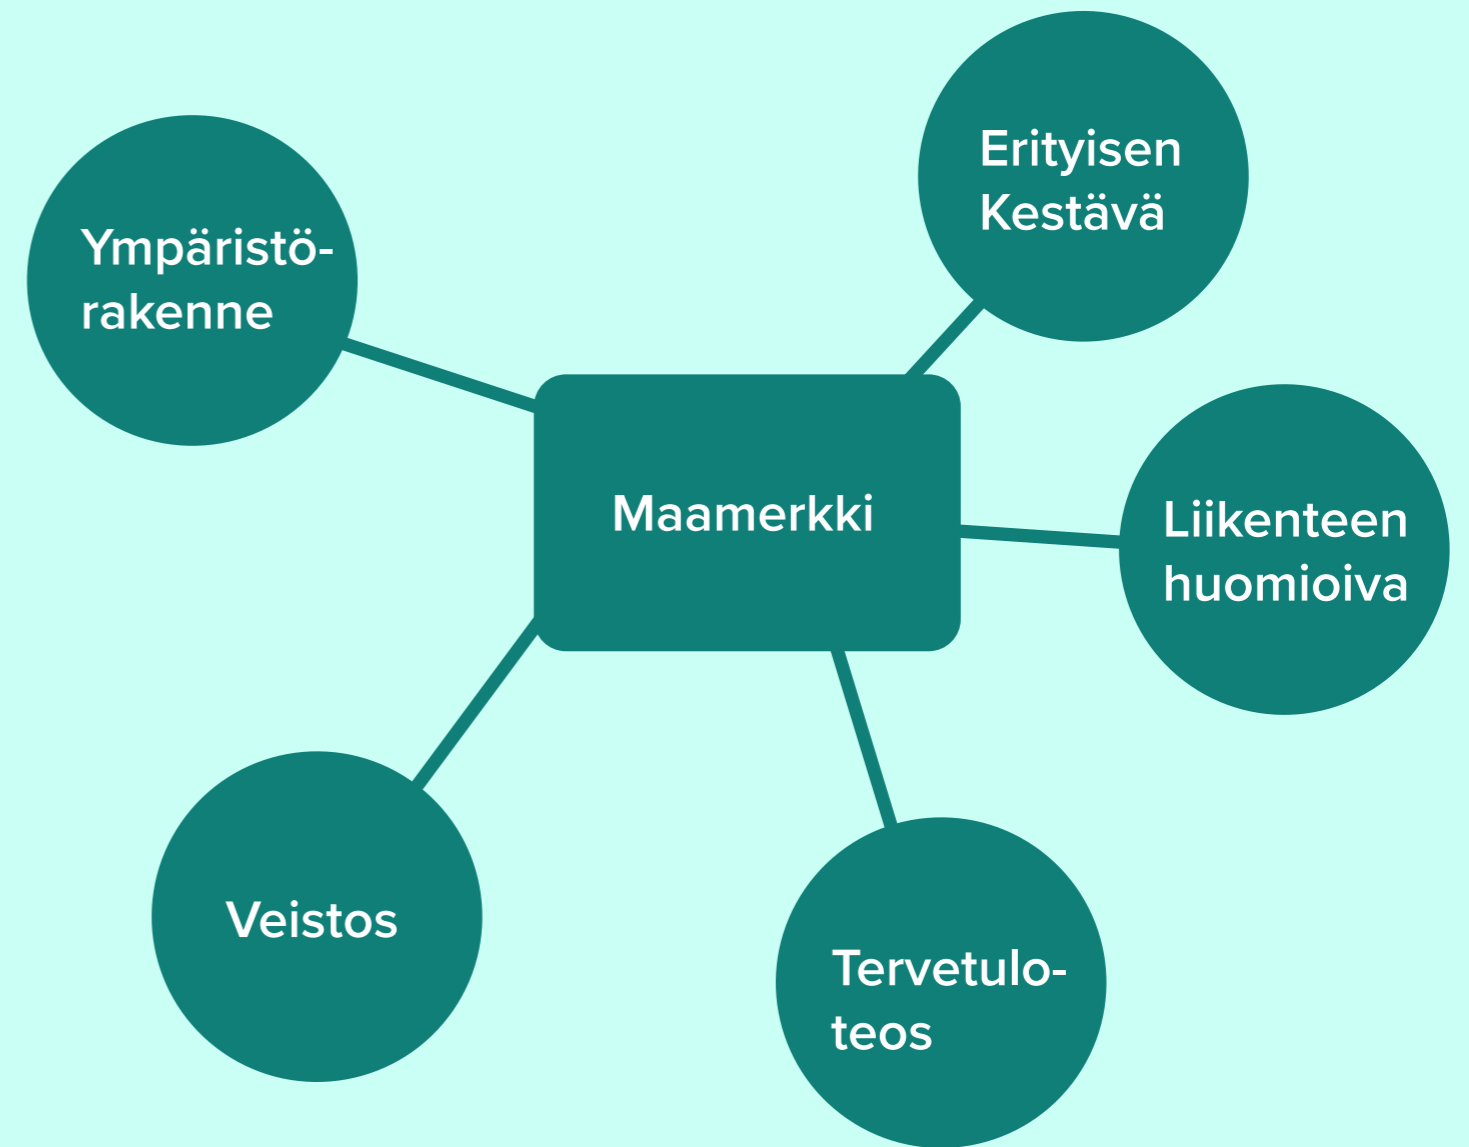 Erityisen
Kestävä
Ympäristö-
rakenne
Maamerkki
Liikenteen
huomioiva
Veistos
Tervetulo-
teos